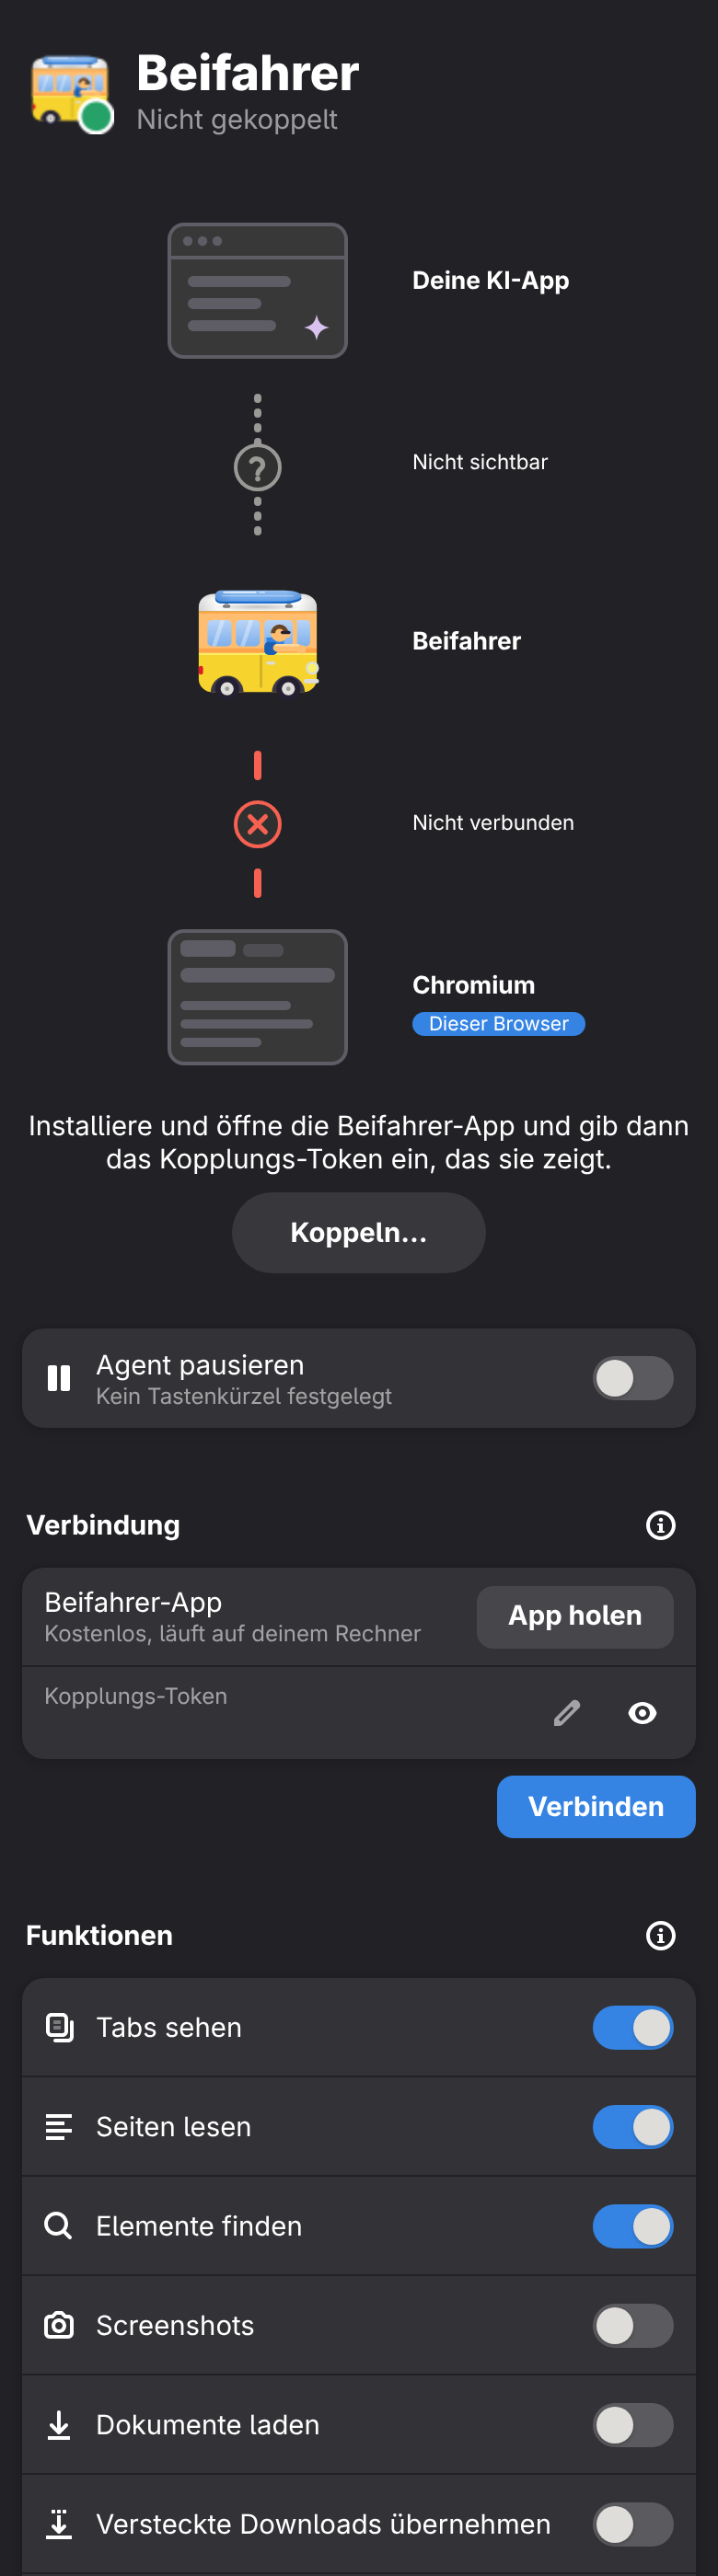 Beifahrer
Nicht gekoppelt
Deine KI-App
Nicht sichtbar
Beifahrer
Nicht verbunden
Chromium
Dieser Browser
Installiere und öffne die Beifahrer-App und gib dann
das Kopplungs-Token ein, das sie zeigt.
Koppeln...
Agent pausieren
Kein Tastenkürzel festgelegt
Verbindung
Beifahrer-App
Kostenlos, läuft auf deinem Rechner
App holen
Kopplungs-Token
Verbinden
Funktionen
Tabs sehen
Seiten lesen
Elemente finden
Screenshots
Dokumente laden
Versteckte Downloads übernehmen